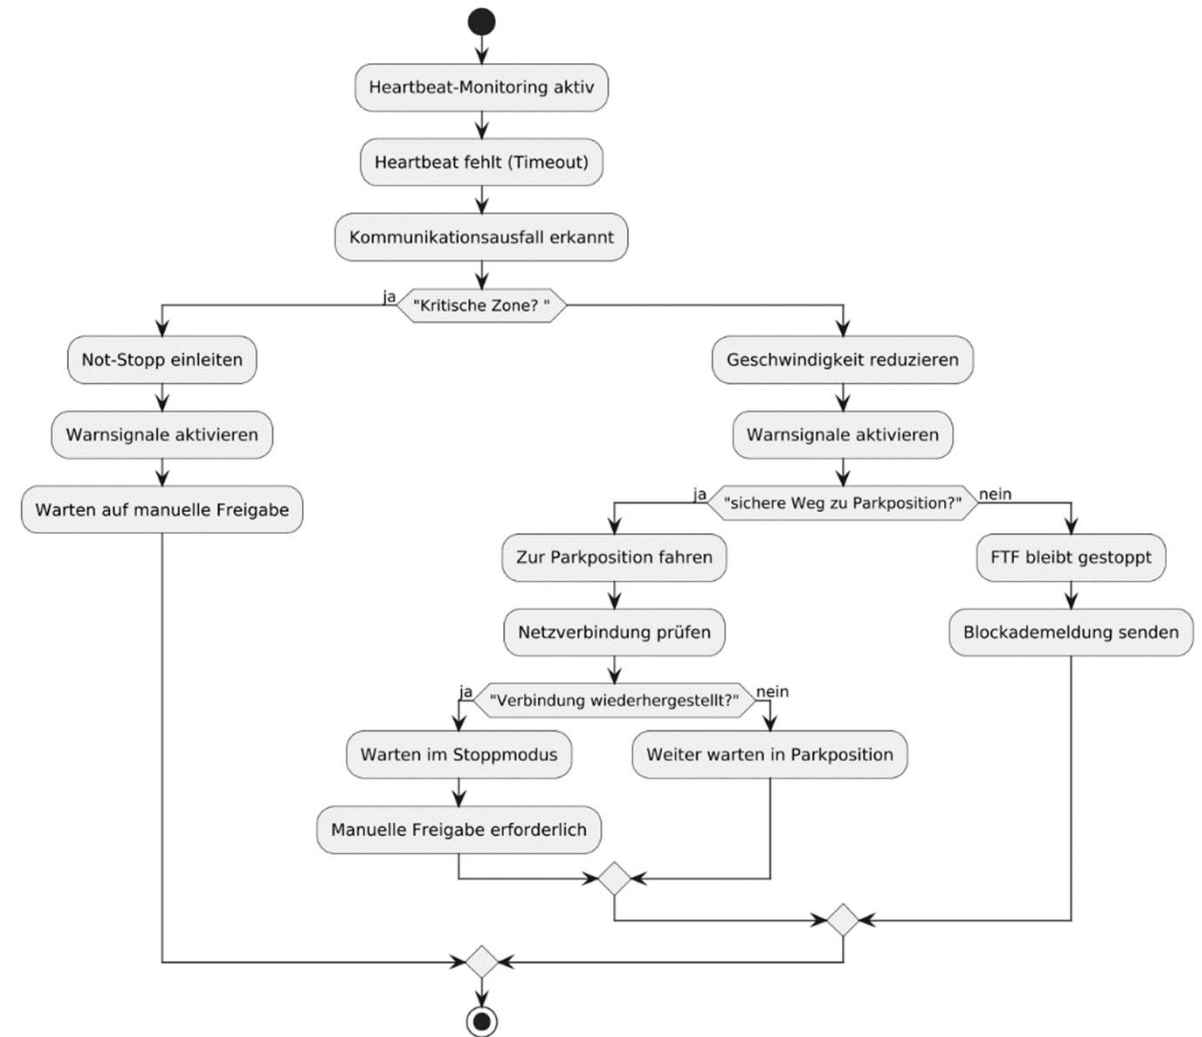 Heartbeat-Monitoring aktiv
Heartbeat fehlt (Timeout)
Kommunikationsausfall erkannt
ja
"Kritische Zone? "
Not-Stopp einleiten
Warnsignale aktivieren
Warten auf manuelle Freigabe
Geschwindigkeit reduzieren
Warnsignale aktivieren
ja
"sichere Weg zu Parkposition?"
nein
Zur Parkposition fahren
Netzverbindung prüfen
ja
"Verbindung wiederhergestellt?"
nein
Warten im Stoppmodus
Manuelle Freigabe erforderlich
Weiter warten in Parkposition
FTF bleibt gestoppt
Blockademeldung senden